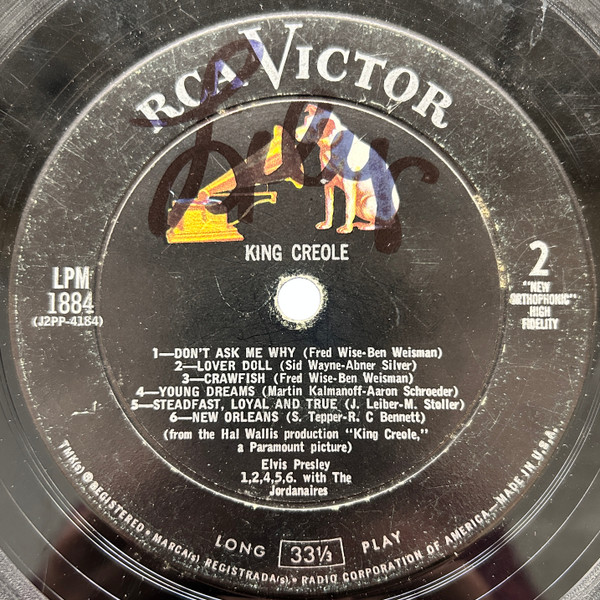 RCA VICTOR
KING CREOLE
LPM
1884
(J2PP-4184)
2
"NEW
ORTHOPHONIC"
HIGH
FIDELITY
1—DON'T ASK ME WHY (Fred Wise-Ben Weisman)
2—LOVER DOLL (Sid Wayne-Abner Silver)
3—CRAWFISH (Fred Wise-Ben Weisman)
4—YOUNG DREAMS (Martin Kalmanoff-Aaron Schroeder)
5—STEADFAST, LOYAL AND TRUE (J. Leiber-M. Stoller)
6—NEW ORLEANS (S. Tepper-R. C Bennett)
(from the Hal Wallis production "King Creole,"
a Paramount picture)
Elvis Presley
1,2,4,5,6. with The
Jordanaires
LONG 33⅓ PLAY
TMK(s) ® REGISTERED • MARCA(s) REGISTRADA(s) • RADIO CORPORATION OF AMERICA—MADE IN U.S.A.